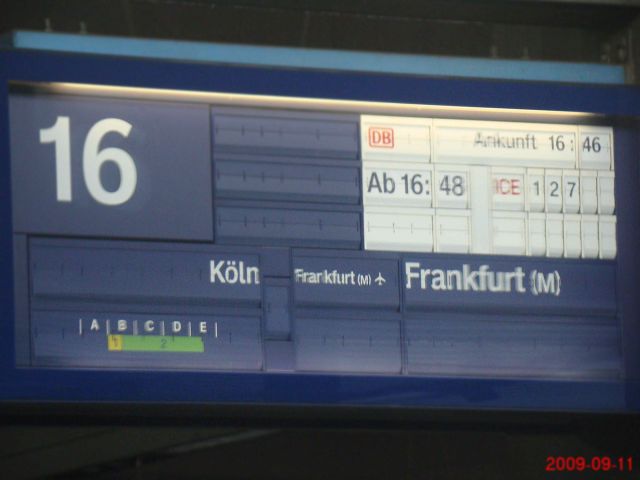 16
DB Ankunft 16:46
Ab 16:48 ICE 127
Köln Frankfurt (M) Frankfurt (M)
| A | B | C | D | E |
1 2
2009-09-11